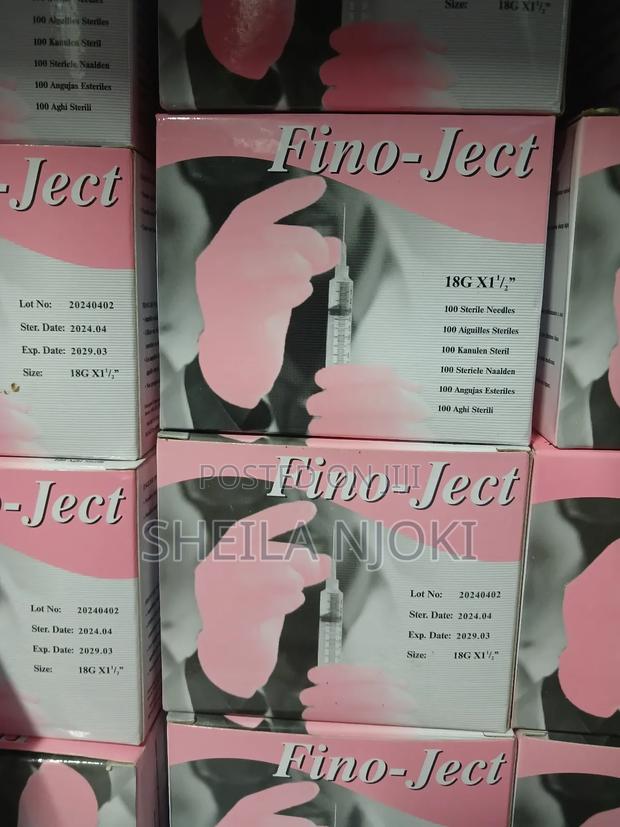 100 Aiguilles Steriles
100 Kanulen Steril
100 Steriele Naalden
100 Angujas Esteriles
100 Aghi Sterili
Size: 18G X1 1/2"
-Ject
Lot No: 20240402
Ster. Date: 2024.04
Exp. Date: 2029.03
Size: 18G X1 1/2"
Fino-Ject
18G X1 1/2"
100 Sterile Needles
100 Aiguilles Steriles
100 Kanulen Steril
100 Steriele Naalden
100 Angujas Esteriles
100 Aghi Sterili
-Ject
Lot No: 20240402
Ster. Date: 2024.04
Exp. Date: 2029.03
Size: 18G X1 1/2"
Fino-Ject
POSTED ON JIJI
SHEILA NJOKI
Lot No: 20240402
Ster. Date: 2024.04
Exp. Date: 2029.03
Size: 18G X1 1/2"
Fino-Ject